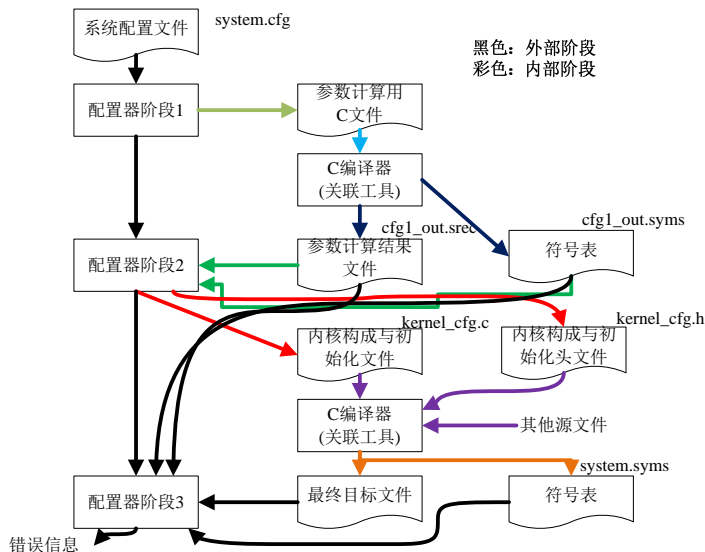 系统配置文件
system.cfg
黑色：外部阶段
彩色：内部阶段
配置器阶段1
参数计算用
C文件
C编译器
(关联工具)
cfg1_out.srec
cfg1_out.syms
配置器阶段2
参数计算结果
文件
符号表
kernel_cfg.c
kernel_cfg.h
内核构成与初
始化文件
内核构成与初
始化头文件
C编译器
(关联工具)
其他源文件
system.syms
配置器阶段3
最终目标文件
符号表
错误信息